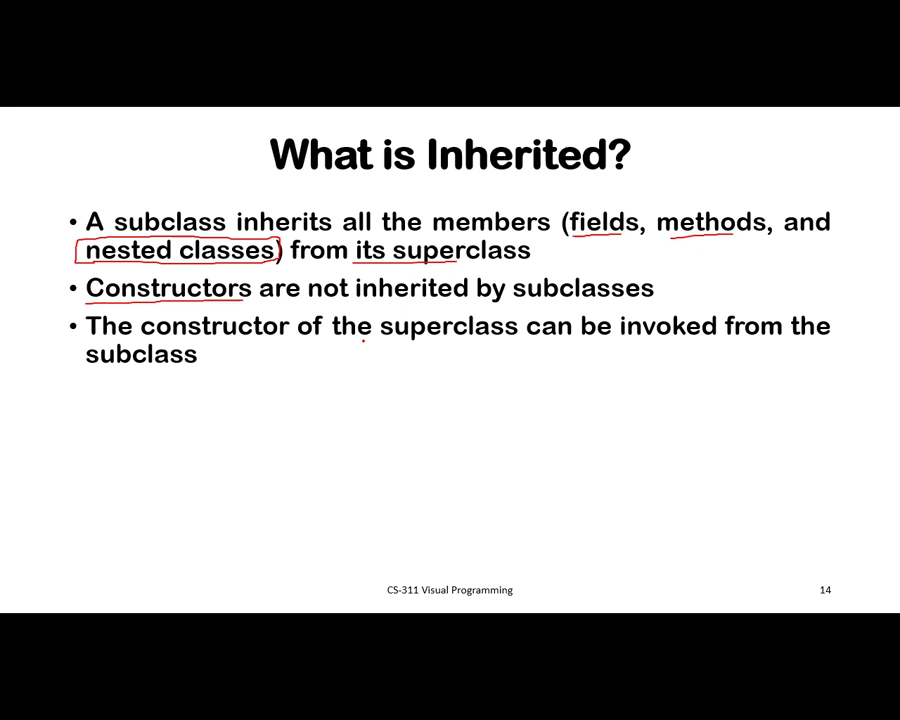 What is Inherited?
• A subclass inherits all the members (fields, methods, and
nested classes) from its superclass
• Constructors are not inherited by subclasses
• The constructor of the superclass can be invoked from the
subclass
CS-311 Visual Programming
14